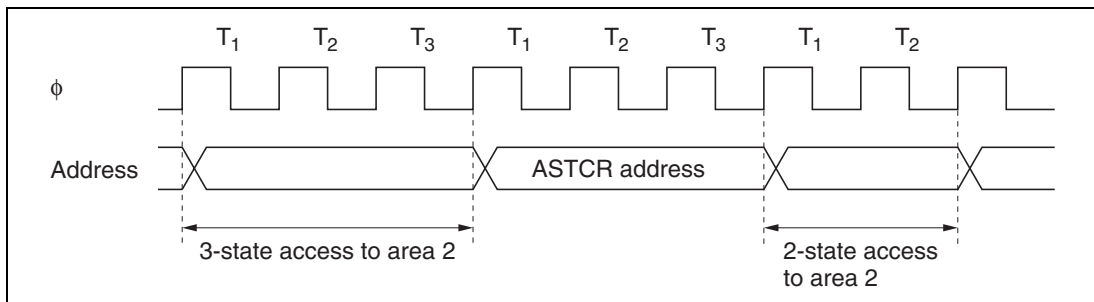 T1 T2 T3 T1 T2 T3 T1 T2
ϕ
Address
ASTCR address
3-state access to area 2
2-state access
to area 2